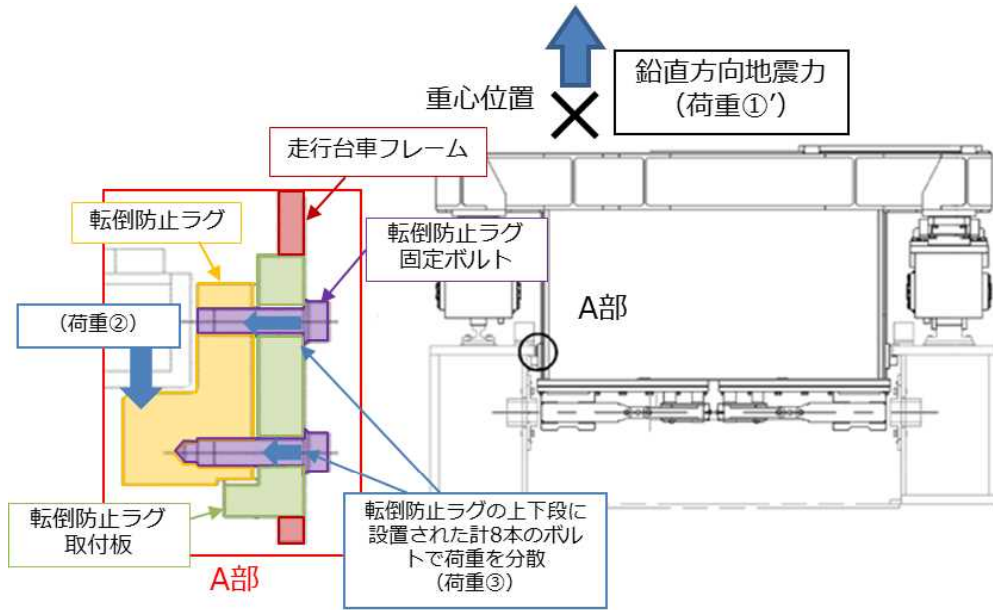 鉛直方向地震力
（荷重①’）
重心位置
走行台車フレーム
転倒防止ラグ
転倒防止ラグ
固定ボルト
（荷重②）
A部
転倒防止ラグ
取付板
転倒防止ラグの上下段に
設置された計8本のボル
トで荷重を分散
（荷重③）
A部